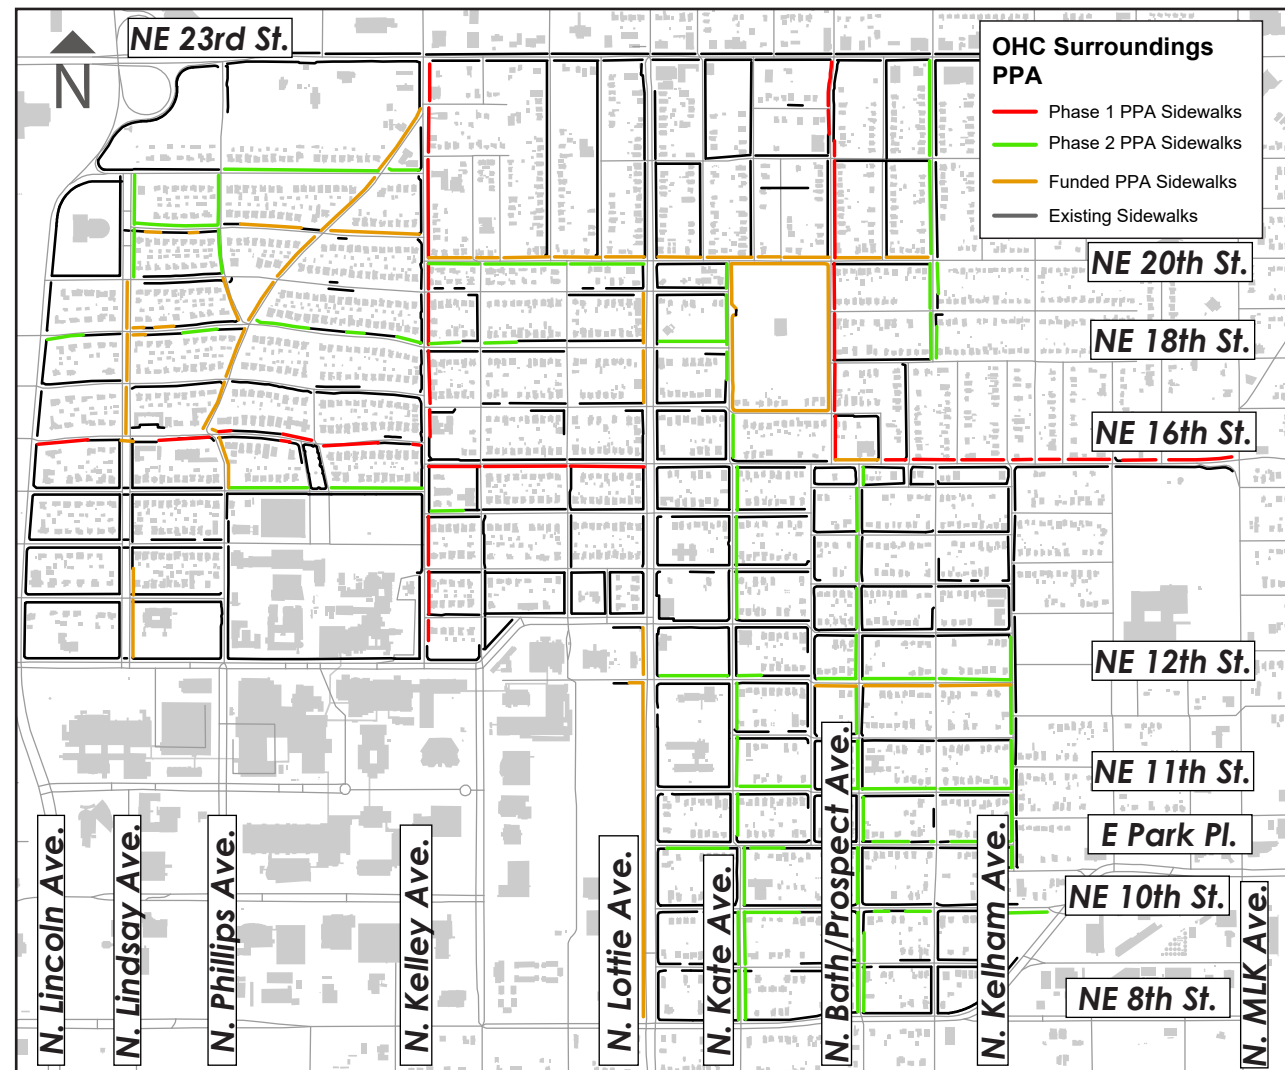 NE 23rd St.
N
OHC Surroundings
PPA
Phase 1 PPA Sidewalks
Phase 2 PPA Sidewalks
Funded PPA Sidewalks
Existing Sidewalks
NE 20th St.
NE 18th St.
NE 16th St.
NE 12th St.
NE 11th St.
E Park Pl.
NE 10th St.
NE 8th St.
N. Lincoln Ave.
N. Lindsay Ave.
N. Phillips Ave.
N. Kelley Ave.
N. Lottie Ave.
N. Kate Ave.
N. Bath/Prospect Ave.
N. Kelham Ave.
N. MLK Ave.